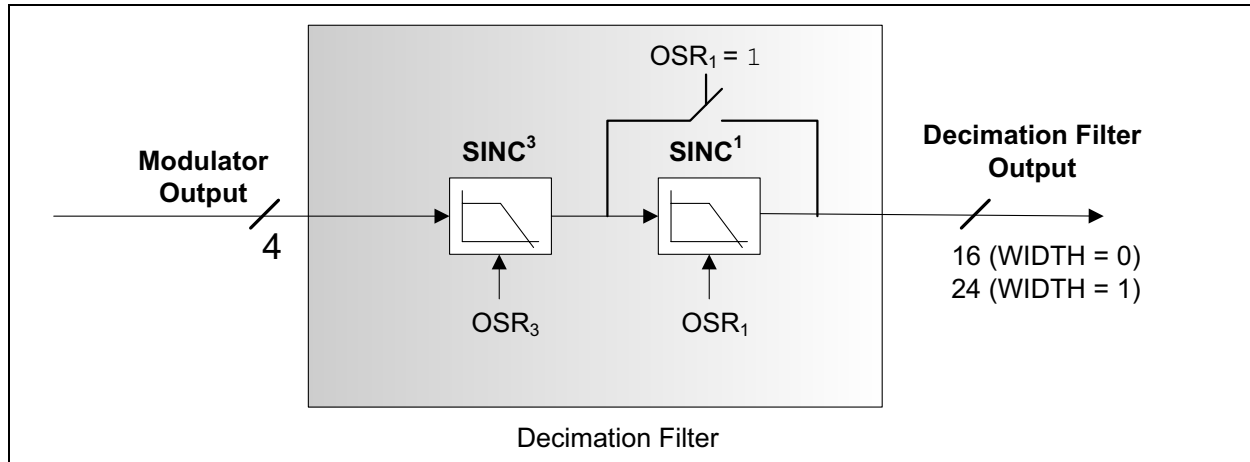 OSR₁ = 1
Modulator
Output
4
SINC³
SINC¹
Decimation Filter
Output
16 (WIDTH = 0)
24 (WIDTH = 1)
OSR₃
OSR₁
Decimation Filter